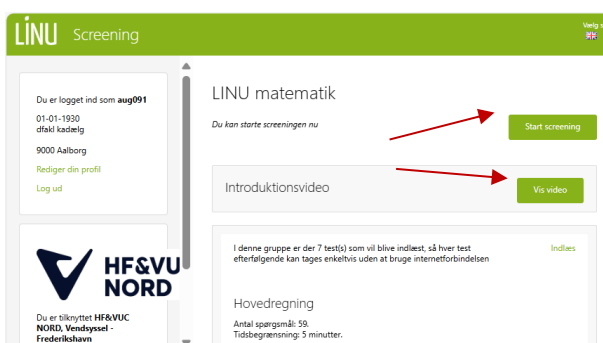 LiNU Screening
Vælg s
Du er logget ind som aug091
01-01-1930
dfakl kadælg
9000 Aalborg
Rediger din profil
Log ud
HF&VU
NORD
Du er tilknyttet HF&VUC
NORD, Vendsyssel -
Frederikshavn
LINU matematik
Du kan starte screeningen nu
Start screening
Introduktionsvideo
Vis video
I denne gruppe er der 7 test(s) som vil blive indlæst, så hver test
efterfølgende kan tages enkeltvis uden at bruge internetforbindelsen
Indlæs
Hovedregning
Antal spørgsmål: 59.
Tidsbegrænsning: 5 minutter.